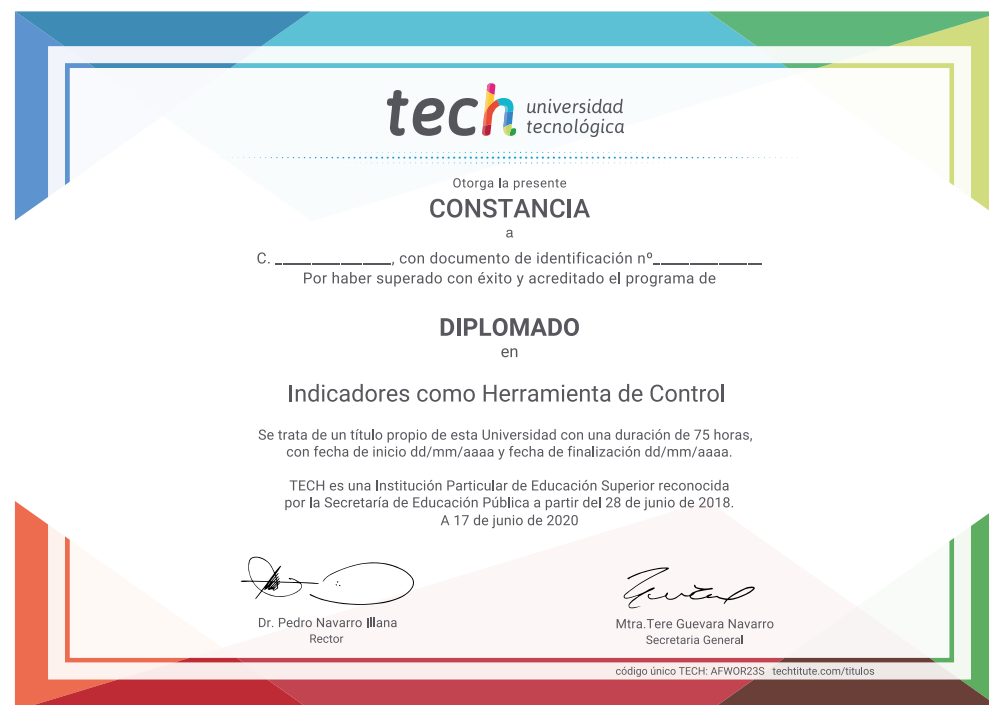 tech universidad
tecnológica
Otorga la presente
CONSTANCIA
a
C. ______________, con documento de identificación nº_____________
Por haber superado con éxito y acreditado el programa de
DIPLOMADO
en
Indicadores como Herramienta de Control
Se trata de un título propio de esta Universidad con una duración de 75 horas,
con fecha de inicio dd/mm/aaaa y fecha de finalización dd/mm/aaaa.
TECH es una Institución Particular de Educación Superior reconocida
por la Secretaría de Educación Pública a partir del 28 de junio de 2018.
A 17 de junio de 2020
Dr. Pedro Navarro Illana
Rector
Mtra.Tere Guevara Navarro
Secretaria General
código único TECH: AFWOR23S techtitute.com/titulos